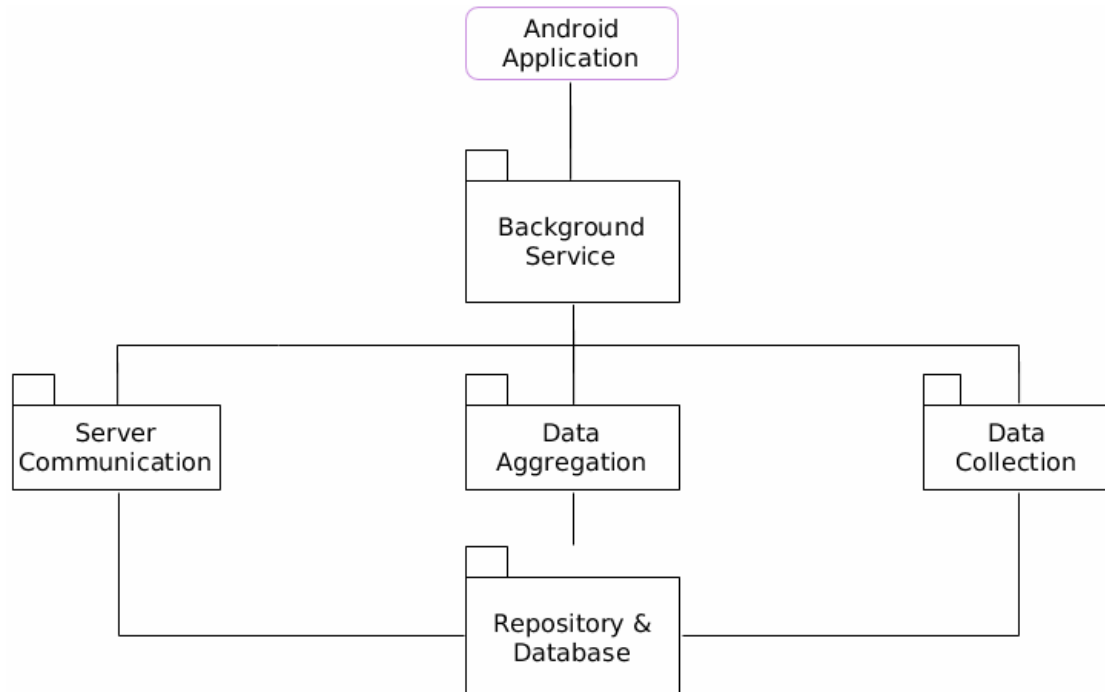 Android
Application
Background
Service
Server
Communication
Data
Aggregation
Data
Collection
Repository &
Database